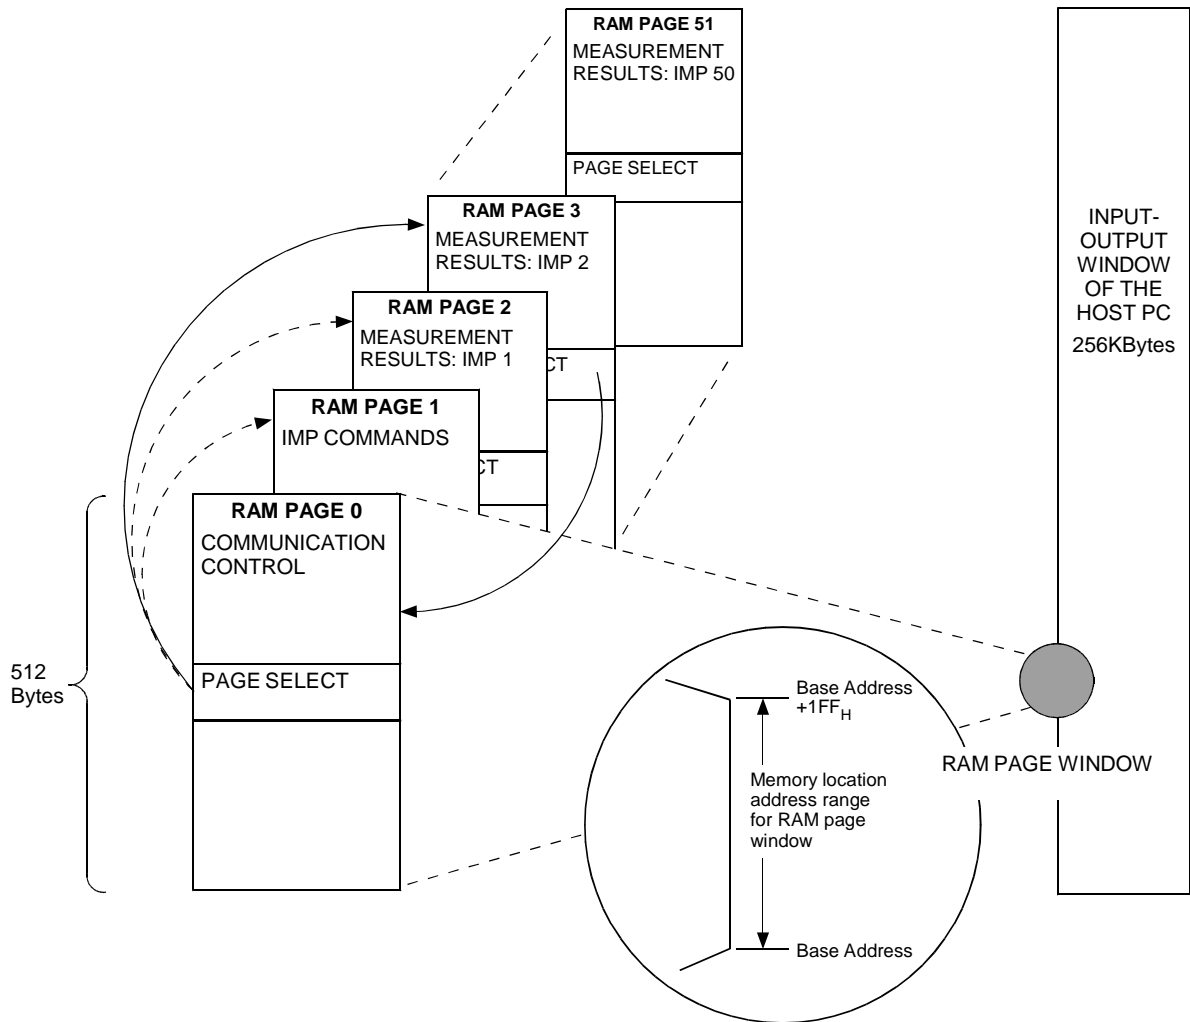 RAM PAGE 51
MEASUREMENT
RESULTS: IMP 50
PAGE SELECT
RAM PAGE 3
MEASUREMENT
RESULTS: IMP 2
CT
RAM PAGE 2
MEASUREMENT
RESULTS: IMP 1
CT
RAM PAGE 1
IMP COMMANDS
RAM PAGE 0
COMMUNICATION
CONTROL
PAGE SELECT
512
Bytes
INPUT-
OUTPUT
WINDOW
OF THE
HOST PC
256KBytes
RAM PAGE WINDOW
Base Address
+1FFH
Memory location
address range
for RAM page
window
Base Address